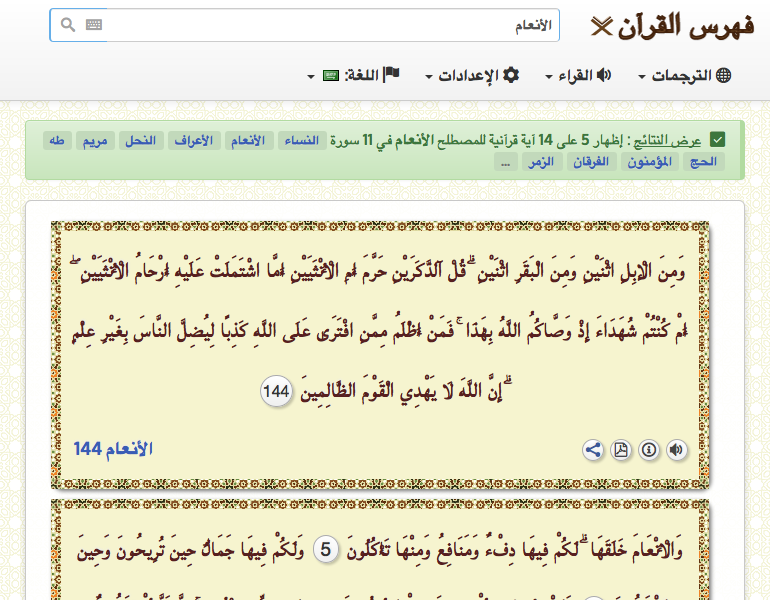 فهرس القرآن
الأنعام
الترجمات القراء الإعدادات اللغة:
عرض النتائج : إظهار 5 على 14 آية قرآنية للمصطلح الأنعام في 11 سورة النساء الأنعام الأعراف النحل مريم طه
الحج المؤمنون الفرقان الزمر ...
وَمِنَ الْإِبِلِ اثْنَيْنِ وَمِنَ الْبَقَرِ اثْنَيْنِ ۗ قُلْ آلذَّكَرَيْنِ حَرَّمَ أَمِ الْأُنْثَيَيْنِ أَمَّا اشْتَمَلَتْ عَلَيْهِ أَرْحَامُ الْأُنْثَيَيْنِ ۖ
أَمْ كُنْتُمْ شُهَدَاءَ إِذْ وَصَّاكُمُ اللَّهُ بِهَٰذَا ۚ فَمَنْ أَظْلَمُ مِمَّنِ افْتَرَىٰ عَلَى اللَّهِ كَذِبًا لِيُضِلَّ النَّاسَ بِغَيْرِ عِلْمٍ
ۗ إِنَّ اللَّهَ لَا يَهْدِي الْقَوْمَ الظَّالِمِينَ 144
الأنعام 144
وَالْأَنْعَامَ خَلَقَهَا ۗ لَكُمْ فِيهَا دِفْءٌ وَمَنَافِعُ وَمِنْهَا تَأْكُلُونَ 5 وَلَكُمْ فِيهَا جَمَالٌ حِينَ تُرِيحُونَ وَحِينَ